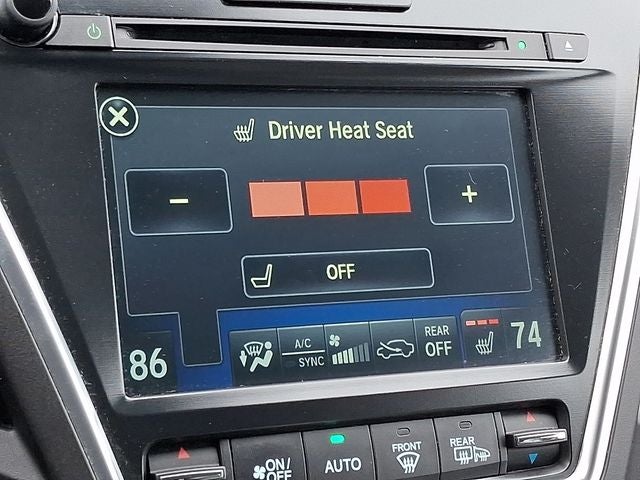 Driver Heat Seat
-
+
OFF
86
A/C
SYNC
REAR
OFF
74
ON/
OFF
AUTO
FRONT
REAR